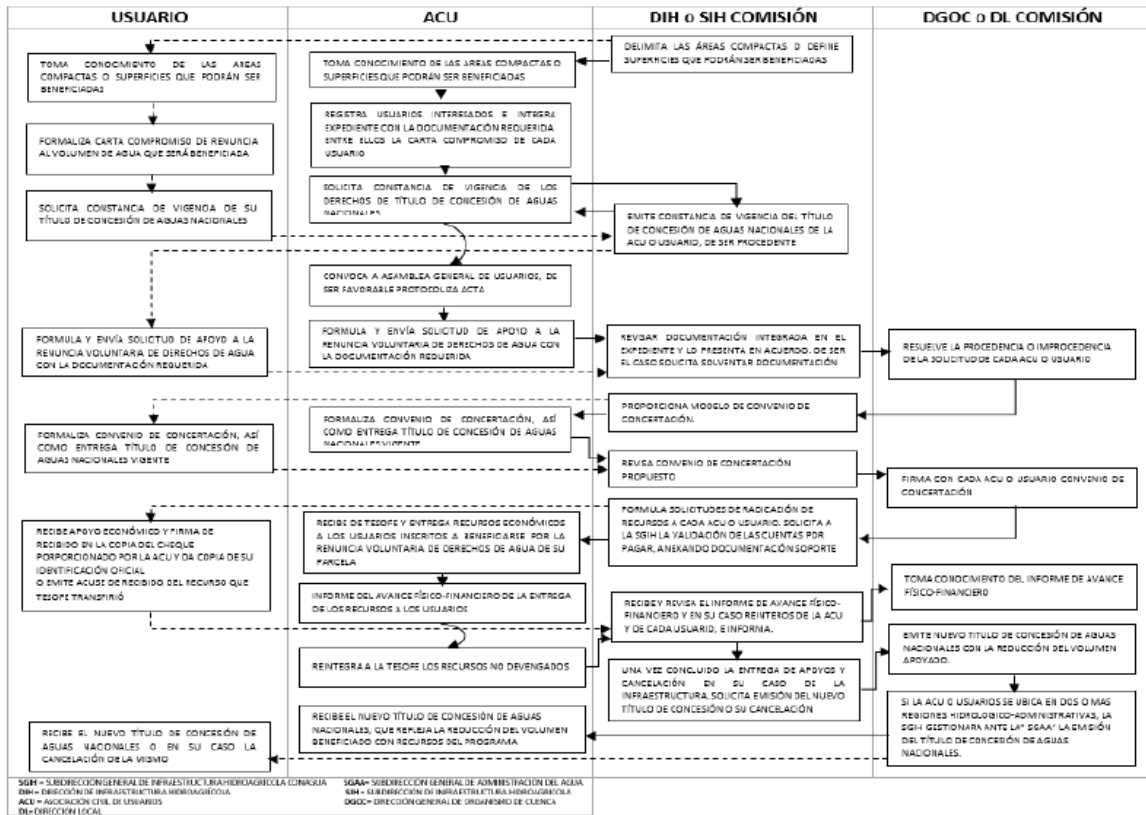 USUARIO
ACU
DIH o SIH COMISIÓN
DGOC o DL COMISIÓN
DELIMITA LAS ÁREAS COMPACTAS O DEFINE
SUPERFICIES QUE PODRÁN SER BENEFICIADAS
TOMA CONOCIMIENTO DE LAS AREAS
COMPACTAS O SUPERFICIES QUE PODRÁN SER
BENEFICIADAS
TOMA CONOCIMIENTO DE LAS ÁREAS COMPACTAS O
SUPERFICIES QUE PODRÁN SER BENEFICIADAS
REGISTRA USUARIOS INTERESADOS E INTEGRA
EXPEDIENTE CON LA DOCUMENTACIÓN REQUERIDA.
ENTRE ELLOS LA CARTA COMPROMISO DE CADA
USUARIO
FORMALIZA CARTA COMPROMISO DE RENUNCIA
AL VOLUMEN DE AGUA QUE SERÁ BENEFICIADA
SOLICITA CONSTANCIA DE VIGENCIA DE LOS
DERECHOS DE TÍTULO DE CONCESIÓN DE AGUAS
NACIONALES
SOLICITA CONSTANCIA DE VIGENCIA DE SU
TÍTULO DE CONCESIÓN DE AGUAS NACIONALES
EMITE CONSTANCIA DE VIGENCIA DEL TÍTULO
DE CONCESIÓN DE AGUAS NACIONALES DE LA
ACU O USUARIO, DE SER PROCEDENTE
CONVOCA A ASAMBLEA GENERAL DE USUARIOS, DE
SER FAVORABLE PROTOCOLIZA ACTA
FORMULA Y ENVÍA SOLICITUD DE APOYO A LA
RENUNCIA VOLUNTARIA DE DERECHOS DE AGUA
CON LA DOCUMENTACIÓN REQUERIDA
FORMULA Y ENVÍA SOLICITUD DE APOYO A LA
RENUNCIA VOLUNTARIA DE DERECHOS DE AGUA CON
LA DOCUMENTACIÓN REQUERIDA
REVISAR DOCUMENTACIÓN INTEGRADA EN EL
EXPEDIENTE Y LO PRESENTA EN ACUERDO. DE SER
EL CASO SOLICITA SOLVENTAR DOCUMENTACIÓN
RESUELVE LA PROCEDENCIA O IMPROCEDENCIA
DE LA SOLICITUD DE CADA ACU O USUARIO
PROPORCIONA MODELO DE CONVENIO DE
CONCERTACIÓN.
FORMALIZA CONVENIO DE CONCERTACIÓN, ASÍ
COMO ENTREGA TÍTULO DE CONCESIÓN DE AGUAS
NACIONALES VIGENTE
FORMALIZA CONVENIO DE CONCERTACIÓN, ASÍ
COMO ENTREGA TÍTULO DE CONCESIÓN DE
AGUAS NACIONALES VIGENTE
REVISA CONVENIO DE CONCERTACIÓN
PROPUESTO
FIRMA CON CADA ACU O USUARIO CONVENIO DE
CONCERTACIÓN
FORMULA SOLICITUDES DE RADICACIÓN DE
RECURSOS A CADA ACU O USUARIO. SOLICITA A
LA SGIH LA VALIDACIÓN DE LAS CUENTAS POR
PAGAR, ANEXANDO DOCUMENTACIÓN SOPORTE
RECIBE APOYO ECONÓMICO Y FIRMA DE
RECIBIDO EN LA COPIA DEL CHEQUE
PORPORCIONADO POR LA ACU Y DA COPIA DE SU
IDENTIFICACIÓN OFICIAL
O EMITE ACUSE DE RECIBIDO DEL RECURSO QUE
TESOFE TRANSFIRIÓ
RECIBE DE TESOFE Y ENTREGA RECURSOS ECONÓMICOS
A LOS USUARIOS INSCRITOS A BENEFICIARSE POR LA
RENUNCIA VOLUNTARIA DE DERECHOS DE AGUA DE SU
PARCELA
INFORME DEL AVANCE FÍSICO-FINANCIERO DE LA ENTREGA
DE LOS RECURSOS A LOS USUARIOS
TOMA CONOCIMIENTO DEL INFORME DE AVANCE
FÍSICO-FINANCIERO
RECIBE Y REVISA EL INFORME DE AVANCE FÍSICO-
FINANCIERO Y EN SU CASO REINTEROS DE LA ACU
Y DE CADA USUARIO, E INFORMA.
EMITE NUEVO TITULO DE CONCESIÓN DE AGUAS
NACIONALES CON LA REDUCCIÓN DEL VOLUMEN
APOYADO.
REINTEGRA A LA TESOFE LOS RECURSOS NO DEVENGADOS
UNA VEZ CONCLUIDO LA ENTREGA DE APOYOS Y
CANCELACIÓN EN SU CASO DE LA
INFRAESTRUCTURA. SOLICITA EMISIÓN DEL NUEVO
TÍTULO DE CONCESIÓN O SU CANCELACIÓN
SI LA ACU O USUARIOS SE UBICA EN DOS O MAS
REGIONES HIDROLOGICO-ADMINISTRATIVAS, LA
SGIH GESTIONARA ANTE LA" SGAA" LA EMISIÓN
DEL TÍTULO DE CONCESIÓN DE AGUAS
NACIONALES.
RECIBE EL NUEVO TÍTULO DE CONCESIÓN DE AGUAS
NACIONALES, QUE REFLEJA LA REDUCCIÓN DEL VOLUMEN
BENEFICIADO CON RECURSOS DEL PROGRAMA
RECIBE EL NUEVO TÍTULO DE CONCESIÓN DE
AGUAS NACIONALES O EN SU CASO LA
CANCELACIÓN DE LA MISMO
SGIH = SUBDIRECCIÓN GENERAL DE INFRAESTRUCTURA HIDROAGRÍCOLA CONAGUA
SGAA= SUBDIRECCIÓN GENERAL DE ADMINISTRACIÓN DEL AGUA
DIH = DIRECCIÓN DE INFRAESTRUCTURA HIDROAGRÍCOLA
SIH = SUBDIRECCIÓN DE INFRAESTRUCTURA HIDROAGRICOLA
ACU = ASOCIACIÓN CIVIL DE USUARIOS
DGOC= DIRECCIÓN GENERAL DE ORGANISMO DE CUENCA
DL= DIRECCIÓN LOCAL